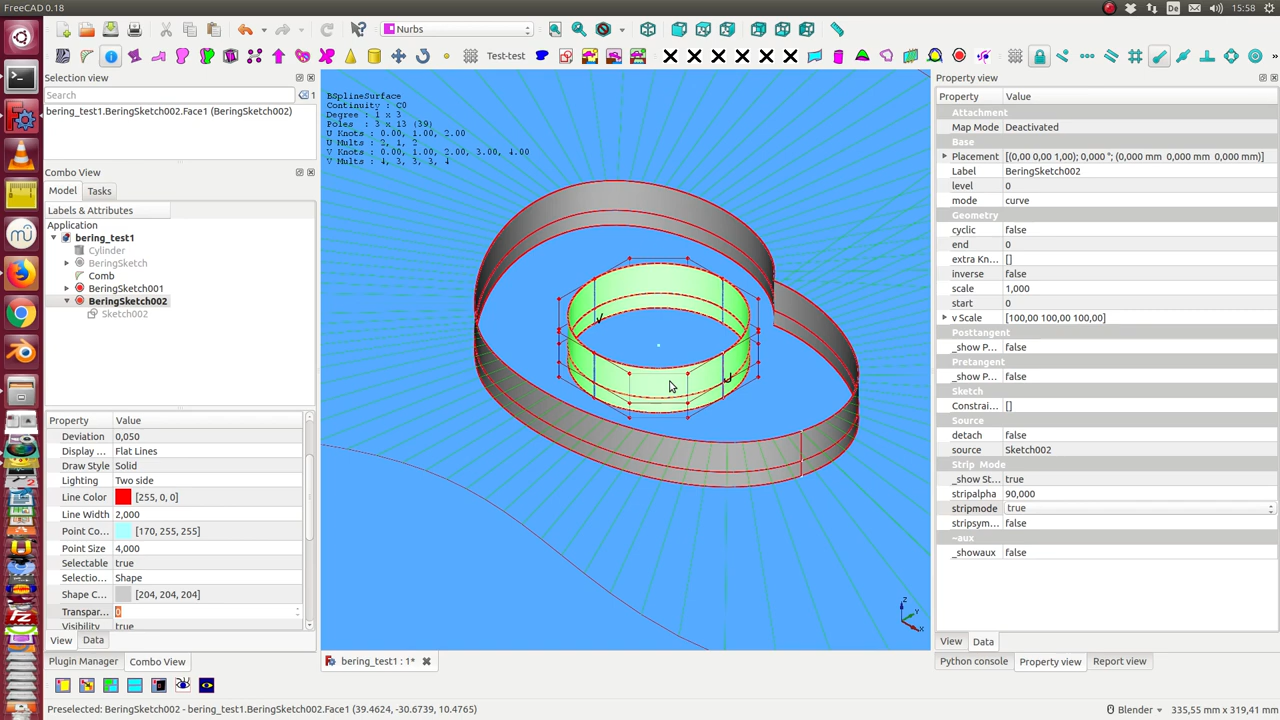 FreeCAD 0.18
De
15:58
Nurbs
Test-test
Selection view
Search
1
bering_test1.BeringSketch002.Face1 (BeringSketch002)
Combo View
Model
Tasks
Labels & Attributes
Application
bering_test1
Cylinder
BeringSketch
Comb
BeringSketch001
BeringSketch002
Sketch002
Property Value
Deviation 0,050
Display ... Flat Lines
Draw Style Solid
Lighting Two side
Line Color [255, 0, 0]
Line Width 2,000
Point Co... [170, 255, 255]
Point Size 4,000
Selectable true
Selectio... Shape
Shape C... [204, 204, 204]
Transpar... 0
Visibility true
View Data
Plugin Manager Combo View
BSplineSurface
Continuity : C0
Degree : 1 x 3
Poles : 3 x 13 (39)
U Knots : 0.00, 1.00, 2.00
U Mults : 2, 1, 2
V Knots : 0.00, 1.00, 2.00, 3.00, 4.00
V Mults : 4, 3, 3, 3, 4
V
U
Z
Y
X
bering_test1 : 1*
Property view
Property Value
Attachment
Map Mode Deactivated
Base
Placement [(0,00 0,00 1,00); 0,000 °; (0,000 mm 0,000 mm 0,000 mm)]
Label BeringSketch002
level 0
mode curve
Geometry
cyclic false
end 0
extra Kn... []
inverse false
scale 1,000
start 0
v Scale [100,00 100,00 100,00]
Posttangent
_show P... false
Pretangent
_show P... false
Sketch
Constrai... []
Source
detach false
source Sketch002
Strip Mode
_show St... true
stripalpha 90,000
stripmode true
stripsym... false
~aux
_showaux false
View Data
Python console Property view Report view
Preselected: BeringSketch002 - bering_test1.BeringSketch002.Face1 (39.4624, -30.6739, 10.4765)
Blender
335,55 mm x 319,41 mm